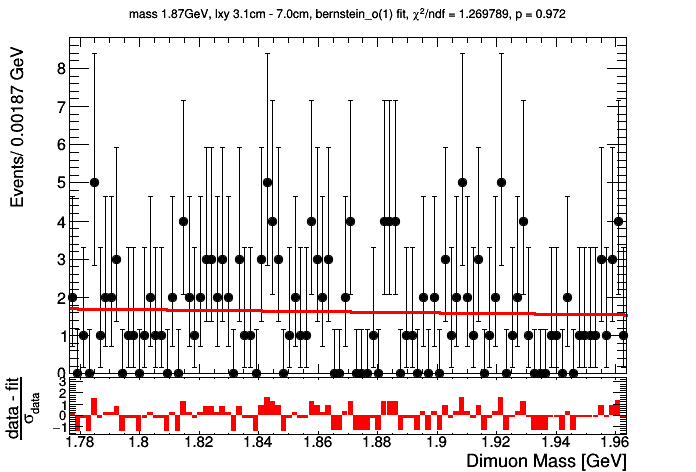 mass 1.87GeV, lxy 3.1cm - 7.0cm, bernstein_o(1) fit, χ²/ndf = 1.269789, p = 0.972
Events/ 0.00187 GeV
8
7
6
5
4
3
2
1
0
data - fit
σdata
3
2
1
0
−1
1.78 1.8 1.82 1.84 1.86 1.88 1.9 1.92 1.94 1.96
Dimuon Mass [GeV]